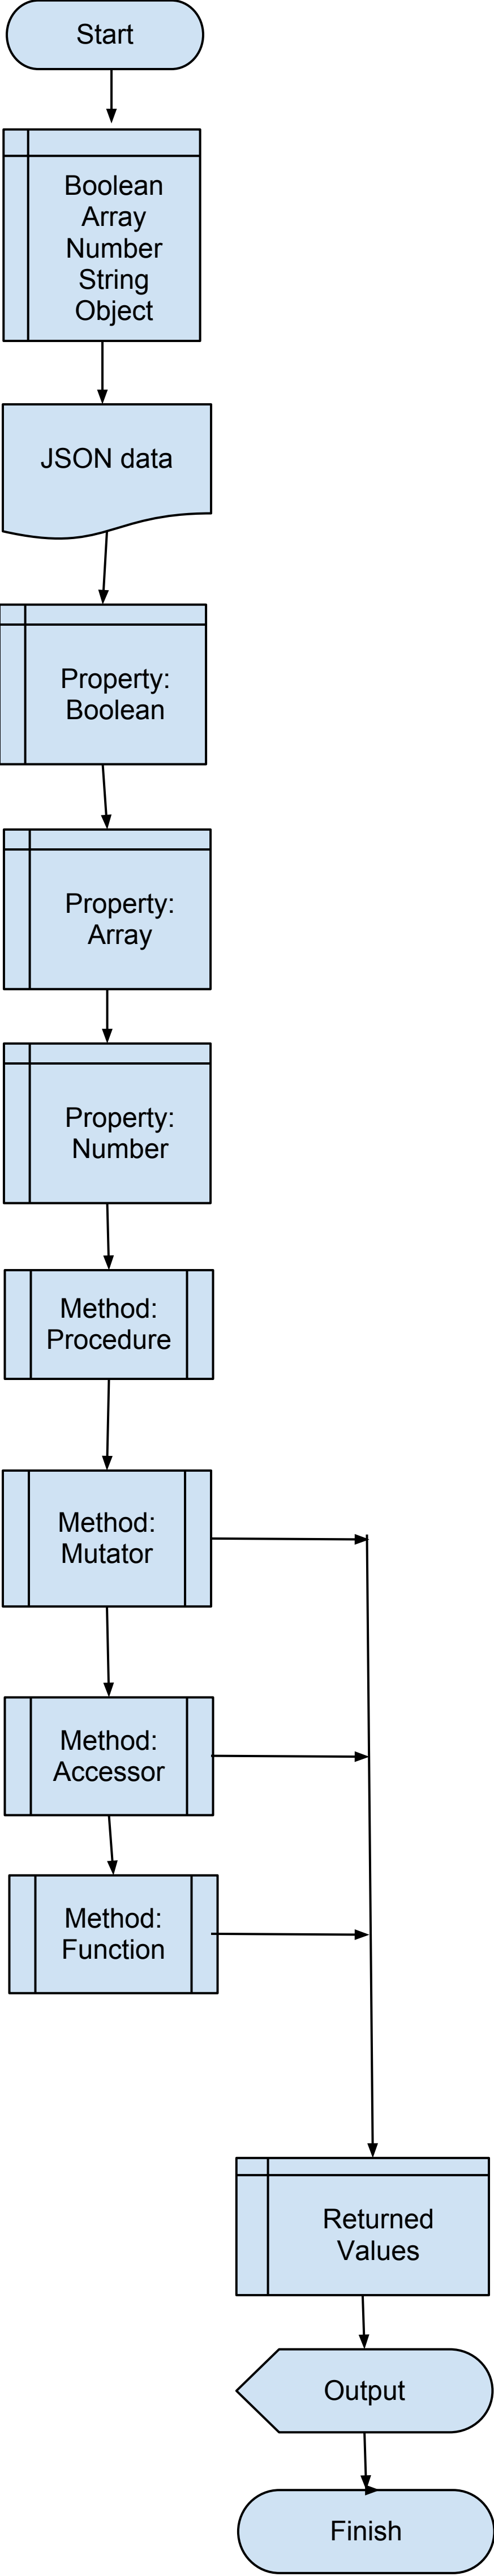 Start
Boolean
Array
Number
String
Object
JSON data
Property:
Boolean
Property:
Array
Property:
Number
Method:
Procedure
Method:
Mutator
Method:
Accessor
Method:
Function
Returned
Values
Output
Finish